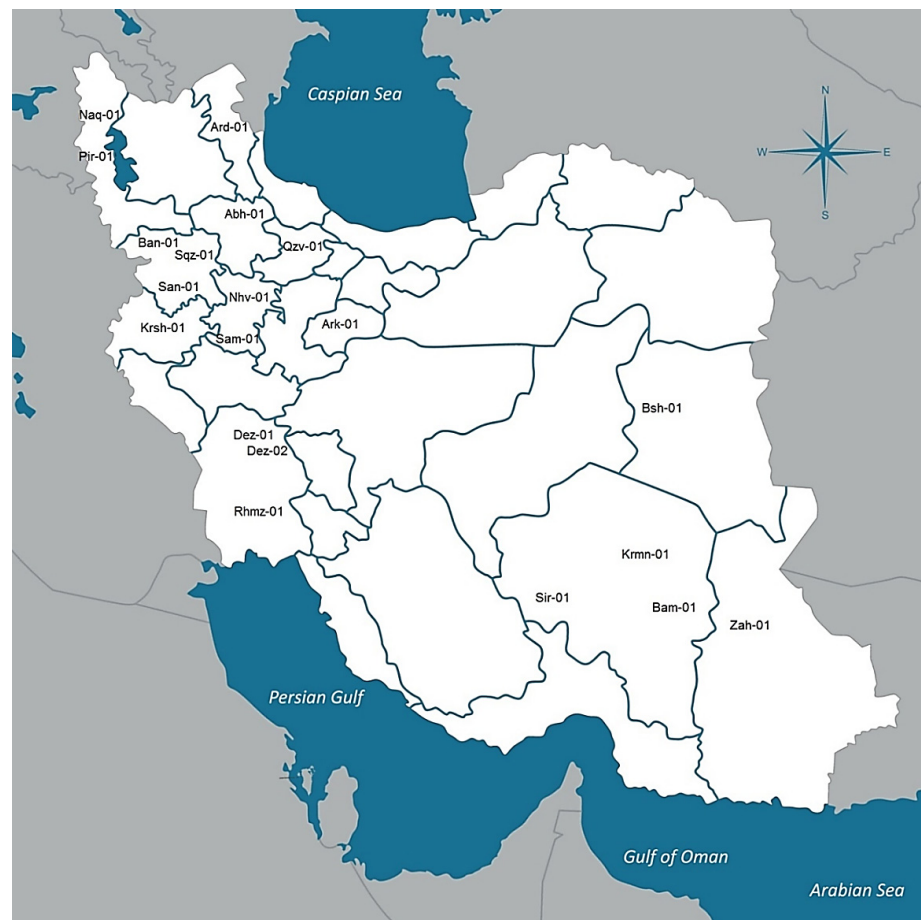 Caspian Sea
N
W
E
S
Naq-01
Ard-01
Pir-01
Abh-01
Ban-01
Qzv-01
Sqz-01
San-01
Nhv-01
Krsh-01
Ark-01
Sam-01
Bsh-01
Dez-01
Dez-02
Rhmz-01
Krmn-01
Sir-01
Bam-01
Zah-01
Persian Gulf
Gulf of Oman
Arabian Sea